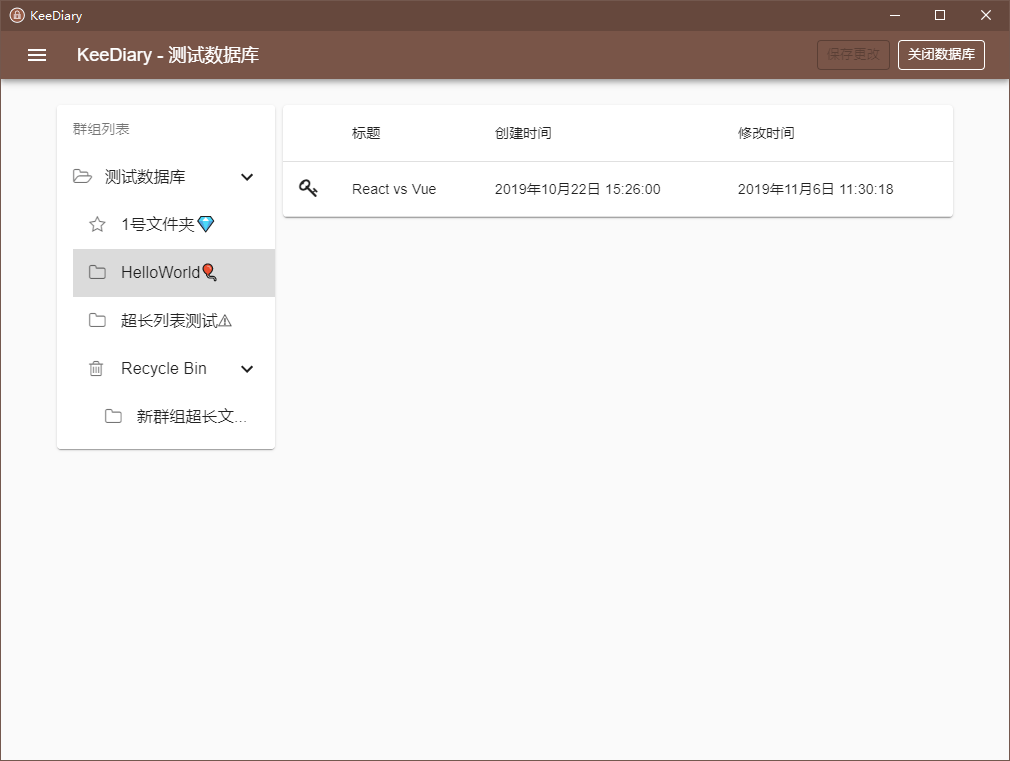 KeeDiary
KeeDiary - 测试数据库
保存更改
关闭数据库
群组列表
测试数据库
1号文件夹💎
HelloWorld🎈
超长列表测试⚠
Recycle Bin
新群组超长文...
标题 创建时间 修改时间
React vs Vue 2019年10月22日 15:26:00 2019年11月6日 11:30:18